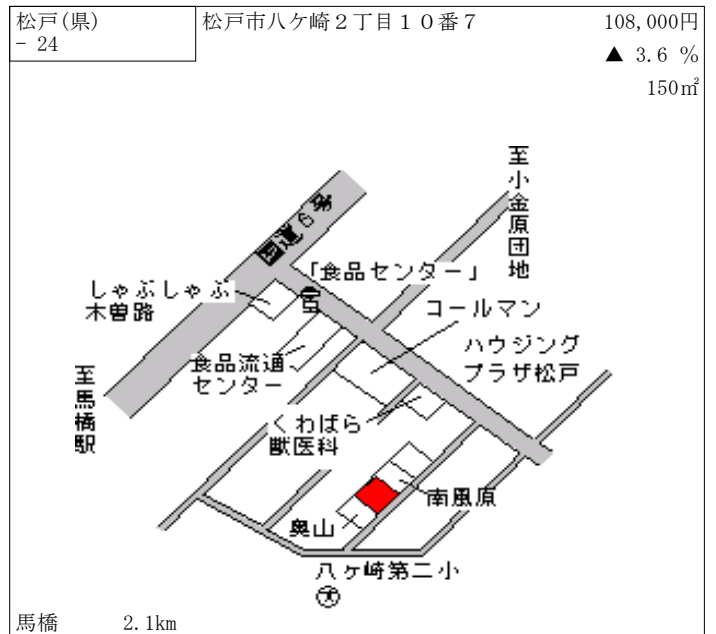 松戸(県)
- 24
松戸市八ケ崎２丁目１０番７
108,000円
▲ 3.6 %
150㎡
至小金原団地
国道6号
「食品センター」
しゃぶしゃぶ
木曽路
コールマン
ハウジング
プラザ松戸
食品流通
センター
至馬橋駅
くわばら
獣医科
南風原
奥山
八ヶ崎第二小
文
馬橋 2.1km